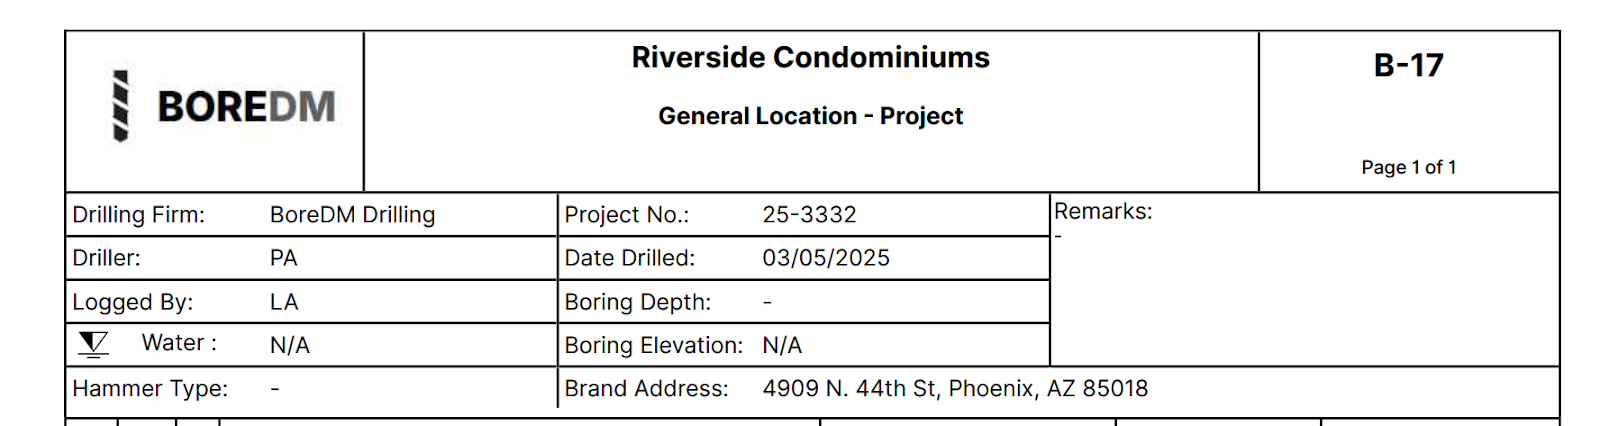 BOREDM
Riverside Condominiums
General Location - Project
B-17
Page 1 of 1
Drilling Firm: BoreDM Drilling
Project No.: 25-3332
Remarks:
-
Driller: PA
Date Drilled: 03/05/2025
Logged By: LA
Boring Depth: -
Water : N/A
Boring Elevation: N/A
Hammer Type: -
Brand Address: 4909 N. 44th St, Phoenix, AZ 85018